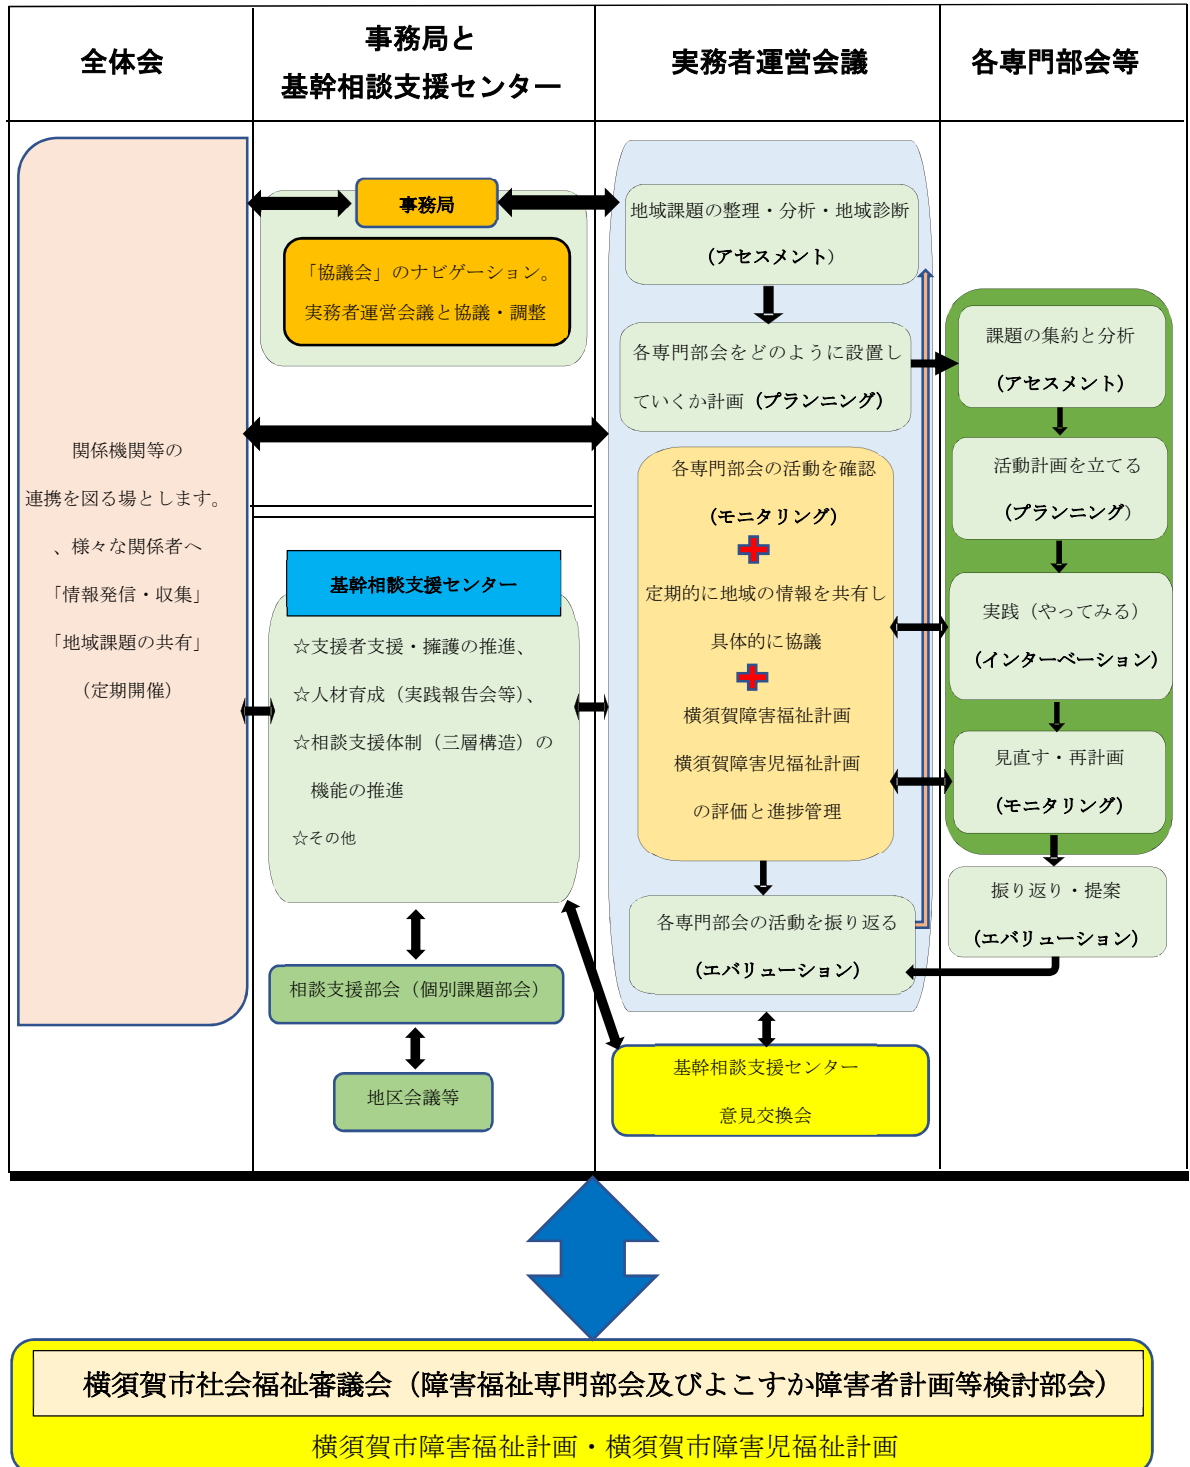 全体会
事務局と
基幹相談支援センター
実務者運営会議
各専門部会等
関係機関等の
連携を図る場とします。
、様々な関係者へ
「情報発信・収集」
「地域課題の共有」
（定期開催）
事務局
「協議会」のナビゲーション。
実務者運営会議と協議・調整
基幹相談支援センター
☆支援者支援・擁護の推進、
☆人材育成（実践報告会等）、
☆相談支援体制（三層構造）の
機能の推進
☆その他
相談支援部会（個別課題部会）
地区会議等
地域課題の整理・分析・地域診断
（アセスメント）
各専門部会をどのように設置し
ていくか計画（プランニング）
各専門部会の活動を確認
（モニタリング）
定期的に地域の情報を共有し
具体的に協議
横須賀障害福祉計画
横須賀障害児福祉計画
の評価と進捗管理
各専門部会の活動を振り返る
（エバリューション）
基幹相談支援センター
意見交換会
課題の集約と分析
（アセスメント）
活動計画を立てる
（プランニング）
実践（やってみる）
（インターベーション）
見直す・再計画
（モニタリング）
振り返り・提案
（エバリューション）
横須賀市社会福祉審議会（障害福祉専門部会及びよこすか障害者計画等検討部会）
横須賀市障害福祉計画・横須賀市障害児福祉計画